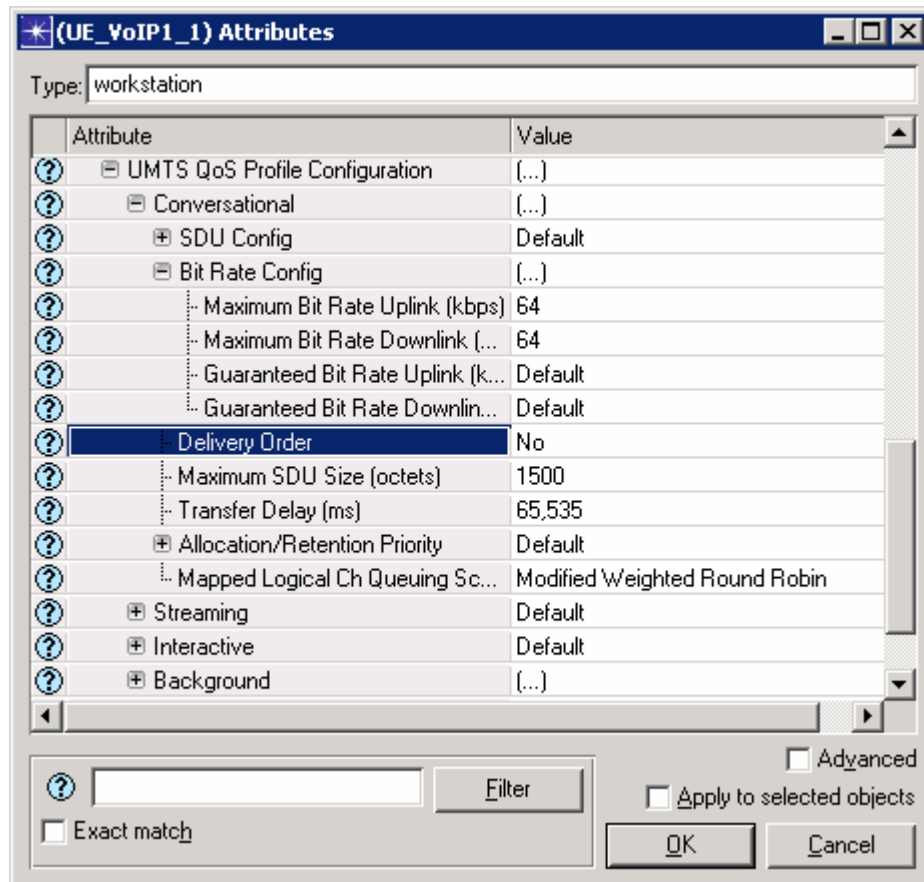 (UE_VoIP1_1) Attributes
Type: workstation
Attribute Value
UMTS QoS Profile Configuration (...)
Conversational (...)
SDU Config Default
Bit Rate Config (...)
Maximum Bit Rate Uplink (kbps) 64
Maximum Bit Rate Downlink (... 64
Guaranteed Bit Rate Uplink (k... Default
Guaranteed Bit Rate Downlin... Default
Delivery Order No
Maximum SDU Size (octets) 1500
Transfer Delay (ms) 65,535
Allocation/Retention Priority Default
Mapped Logical Ch Queuing Sc... Modified Weighted Round Robin
Streaming Default
Interactive Default
Background (...)
Advanced
Filter
Apply to selected objects
Exact match
OK Cancel